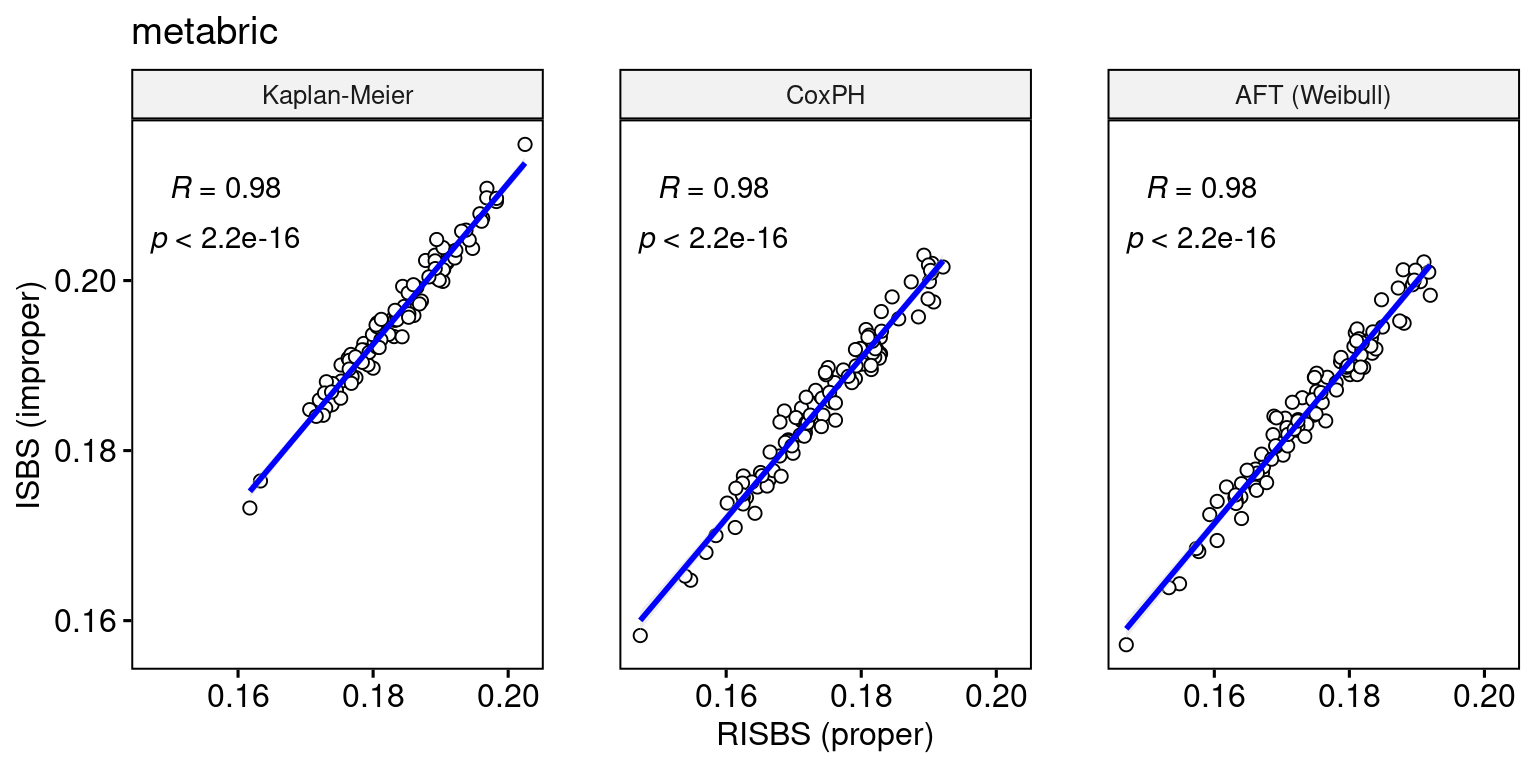 metabric
Kaplan-Meier
CoxPH
AFT (Weibull)
R = 0.98
p < 2.2e-16
R = 0.98
p < 2.2e-16
R = 0.98
p < 2.2e-16
ISBS (improper)
0.20
0.18
0.16
0.16 0.18 0.20
0.16 0.18 0.20
0.16 0.18 0.20
RISBS (proper)